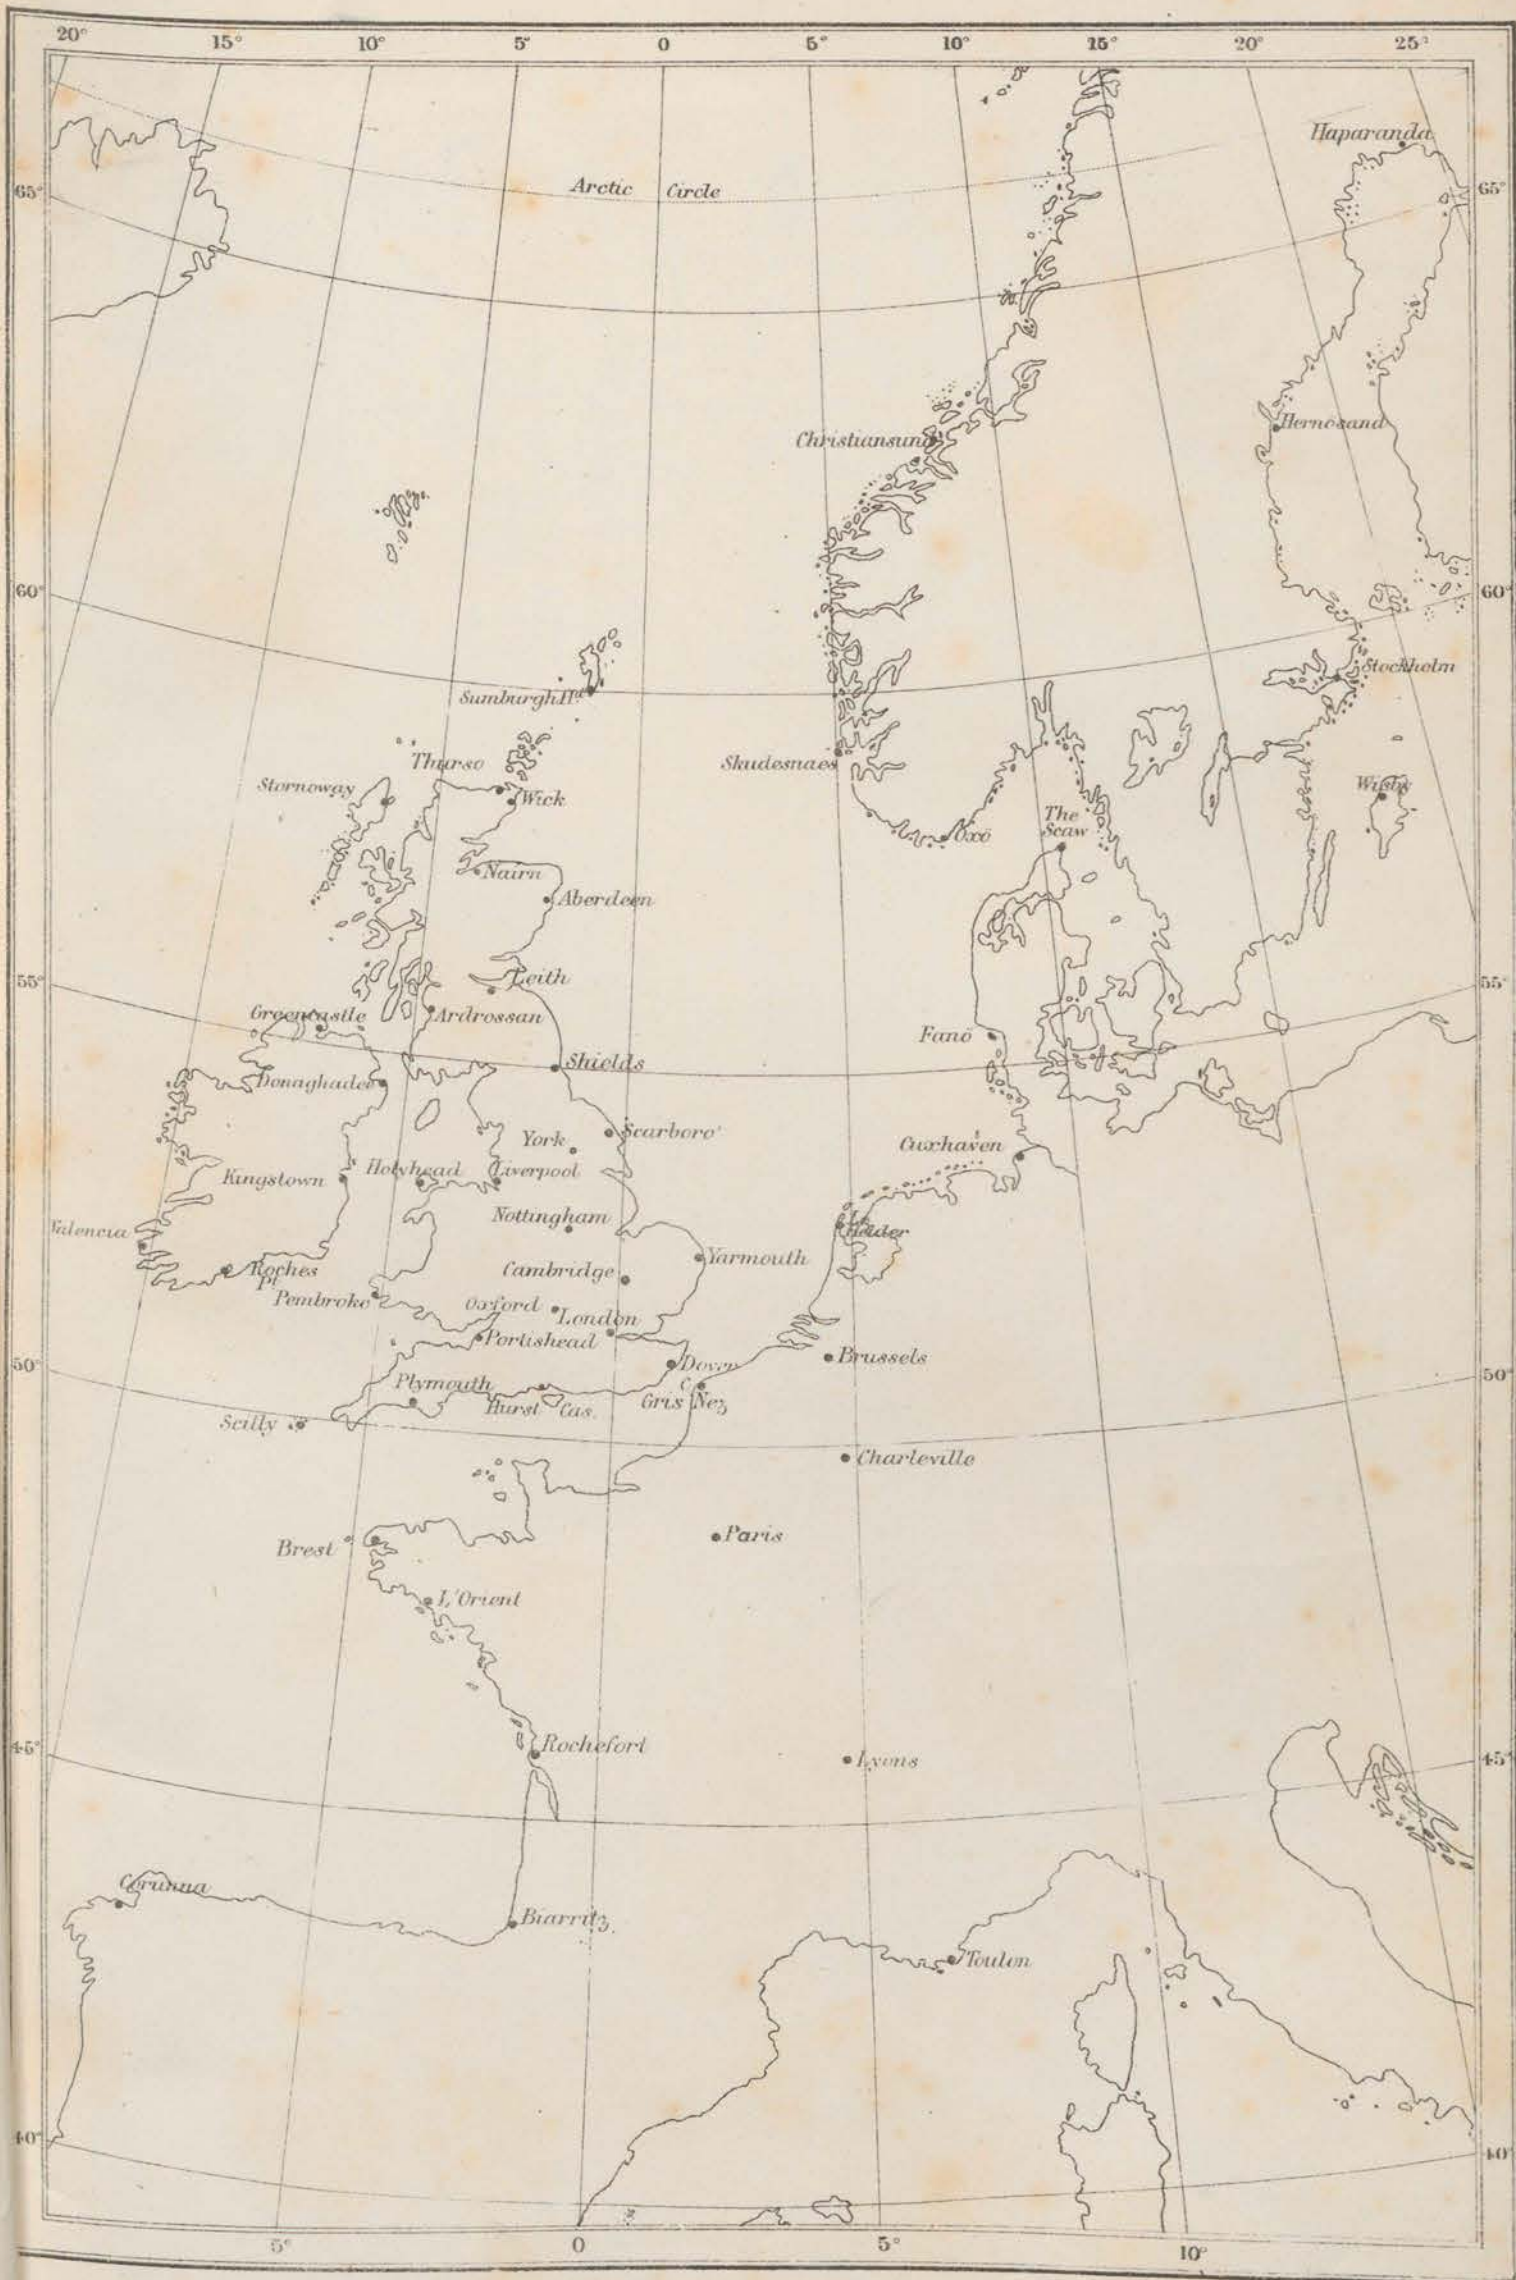 20° 15° 10° 5° 0 5° 10° 15° 20° 25°
Haparanda
65° Arctic Circle 65°
Christiansund
Hernösand
60° 60°
Stockholm
Sumburgh Hd.
Thurso
Skudesnaes
Stornoway
Wick
Wisby
The
Scaw
Oxö
Nairn
Aberdeen
55° Leith 55°
Greencastle
Ardrossan
Fanö
Shields
Donaghadee
Scarboro'
York
Cuxhaven
Holyhead
Liverpool
Kingstown
Nottingham
Valencia
Helder
Yarmouth
Roches
Pt.
Cambridge
Pembroke
Oxford
London
Portishead
Brussels
50° Dover 50°
Plymouth
C.
Hurst Cas.
Gris Nez
Scilly
Charleville
Paris
Brest
L'Orient
Rochefort
45° Lyons 45°
Corunna
Biarritz.
Toulon
40° 40°
5° 0 5° 10°